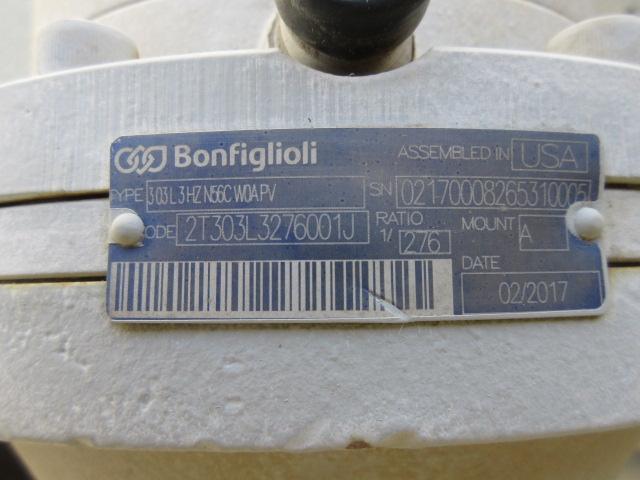 Bonfiglioli ASSEMBLED IN USA
TYPE 303 L 3 HZ N56C W0A PV SN 02170008265310005
CODE 2T303L3276001J RATIO 1/ 276 MOUNT A
DATE 02/2017